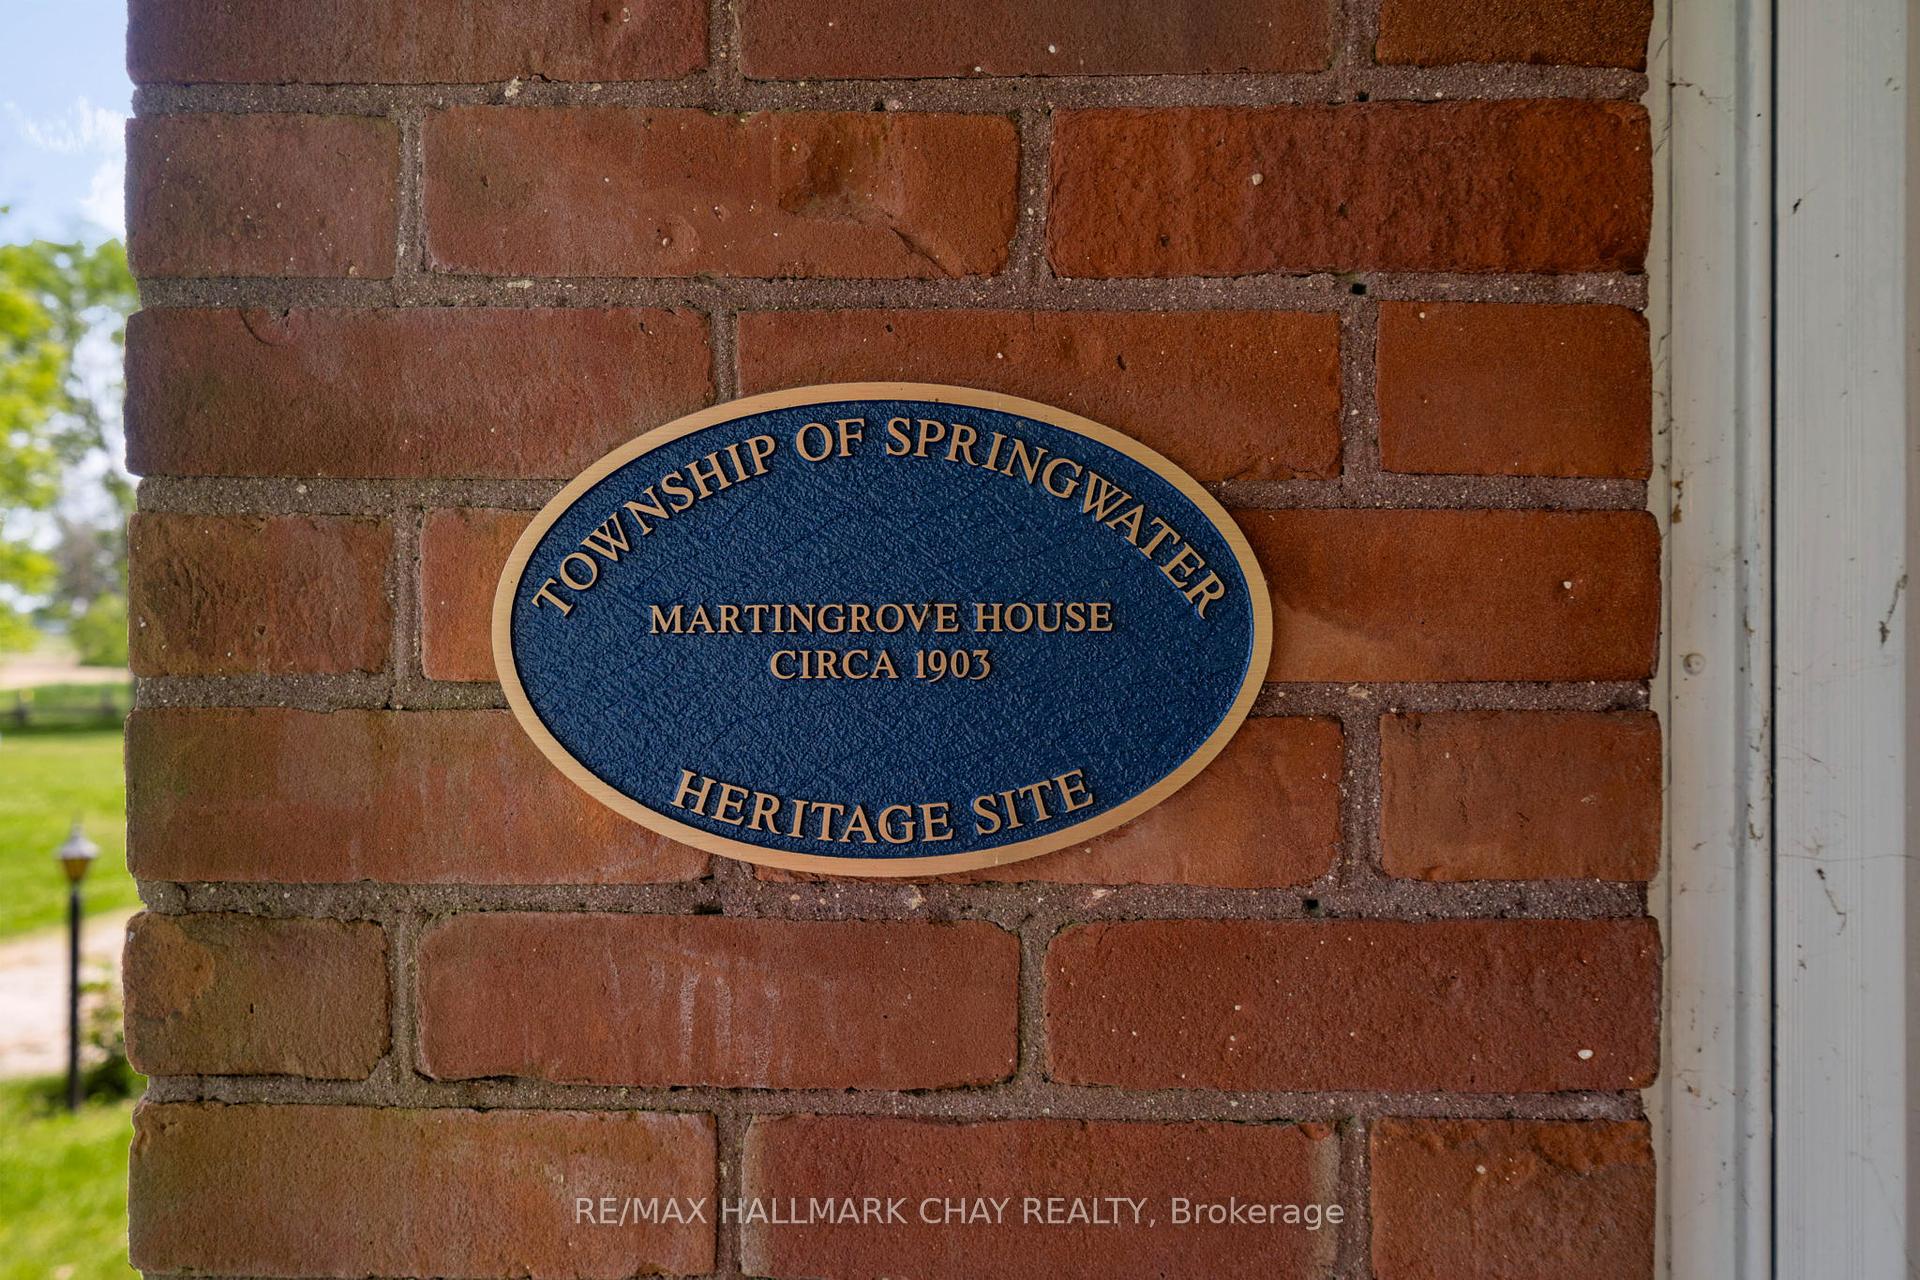 TOWNSHIP OF SPRINGWATER
MARTINGROVE HOUSE
CIRCA 1903
HERITAGE SITE
RE/MAX HALLMARK CHAY REALTY, Brokerage